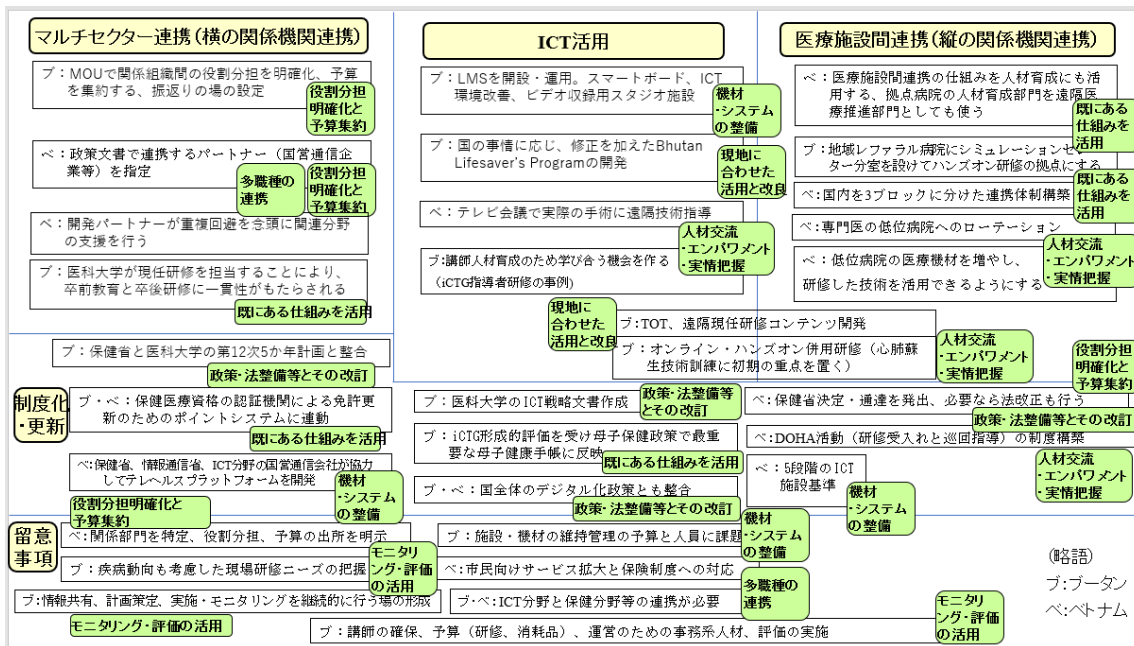 マルチセクター連携(横の関係機関連携)
ブ：MOUで関係組織間の役割分担を明確化、予算
を集約する、振返りの場の設定
役割分担
明確化と
予算集約
べ：政策文書で連携するパートナー（国営通信企
業等）を指定
多職種の
連携
役割分担
明確化と
予算集約
べ：開発パートナーが重複回避を念頭に関連分野
の支援を行う
ブ：医科大学が現任研修を担当することにより、
卒前教育と卒後研修に一貫性がもたらされる
既にある仕組みを活用
ICT活用
ブ：LMSを開設・運用。スマートボード、ICT
環境改善、ビデオ収録用スタジオ施設
機材
・システム
の整備
ブ：国の事情に応じ、修正を加えたBhutan
Lifesaver's Programの開発
現地に
合わせた
活用と改良
べ：テレビ会議で実際の手術に遠隔技術指導
人材交流
・エンパワメント
・実情把握
ブ:講師人材育成のため学び合う機会を作る
（iCTG指導者研修の事例)
医療施設間連携(縦の関係機関連携)
べ：医療施設間連携の仕組みを人材育成にも活
用する、拠点病院の人材育成部門を遠隔医
療推進部門としても使う
既にある
仕組みを
活用
ブ:地域レファラル病院にシミュレーションセン
ター分室を設けてハンズオン研修の拠点にする
既にある
仕組みを
活用
べ：国内を3ブロックに分けた連携体制構築
べ：専門医の低位病院へのローテーション
人材交流
・エンパワメント
・実情把握
べ：低位病院の医療機材を増やし、
研修した技術を活用できるようにする
現地に
合わせた
活用と改良
ブ:TOT、遠隔現任研修コンテンツ開発
ブ：オンライン・ハンズオン併用研修（心肺蘇
生技術訓練に初期の重点を置く）
人材交流
・エンパワメント
・実情把握
制度化
・更新
ブ：保健省と医科大学の第12次5か年計画と整合
政策・法整備等とその改訂
ブ・べ：保健医療資格の認証機関による免許更
新のためのポイントシステムに連動
既にある仕組みを活用
べ:保健省、情報通信省、ICT分野の国営通信会社が協力
してテレヘルスプラットフォームを開発
機材
・システム
の整備
役割分担明確化と
予算集約
ブ：医科大学のICT戦略文書作成
政策・法整備等
とその改訂
ブ：iCTG形成的評価を受け母子保健政策で最重
要な母子健康手帳に反映
既にある仕組みを活用
ブ・べ：国全体のデジタル化政策とも整合
政策・法整備等とその改訂
役割分担
明確化と
予算集約
べ：保健省決定・通達を発出、必要なら法改正も行う
政策・法整備等とその改訂
べ:DOHA活動（研修受入れと巡回指導）の制度構築
人材交流
・エンパワメント
・実情把握
べ：5段階のICT
施設基準
機材
・システム
の整備
留意
事項
べ:関係部門を特定、役割分担、予算の出所を明示
ブ：疾病動向も考慮した現場研修ニーズの把握
モニタリ
ング・評価
の活用
ブ:情報共有、計画策定、実施・モニタリングを継続的に行う場の形成
モニタリング・評価の活用
ブ：施設・機材の維持管理の予算と人員に課題
機材
・システム
の整備
べ:市民向けサービス拡大と保険制度への対応
ブ・べ:ICT分野と保健分野等の連携が必要
多職種の
連携
ブ：講師の確保、予算（研修、消耗品）、運営のための事務系人材、評価の実施
モニタリ
ング・評価
の活用
(略語)
ブ:ブータン
べ:ベトナム